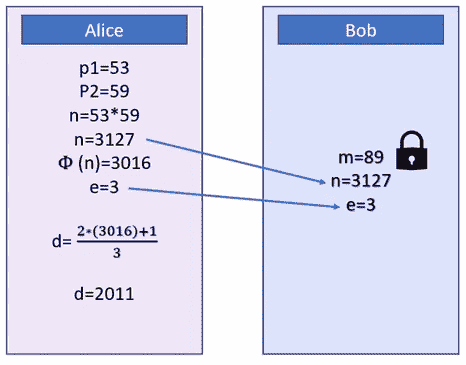 Alice
p1=53
P2=59
n=53*59
n=3127
Φ (n)=3016
e=3
d= 2*(3016)+1
3
d=2011
Bob
m=89
n=3127
e=3